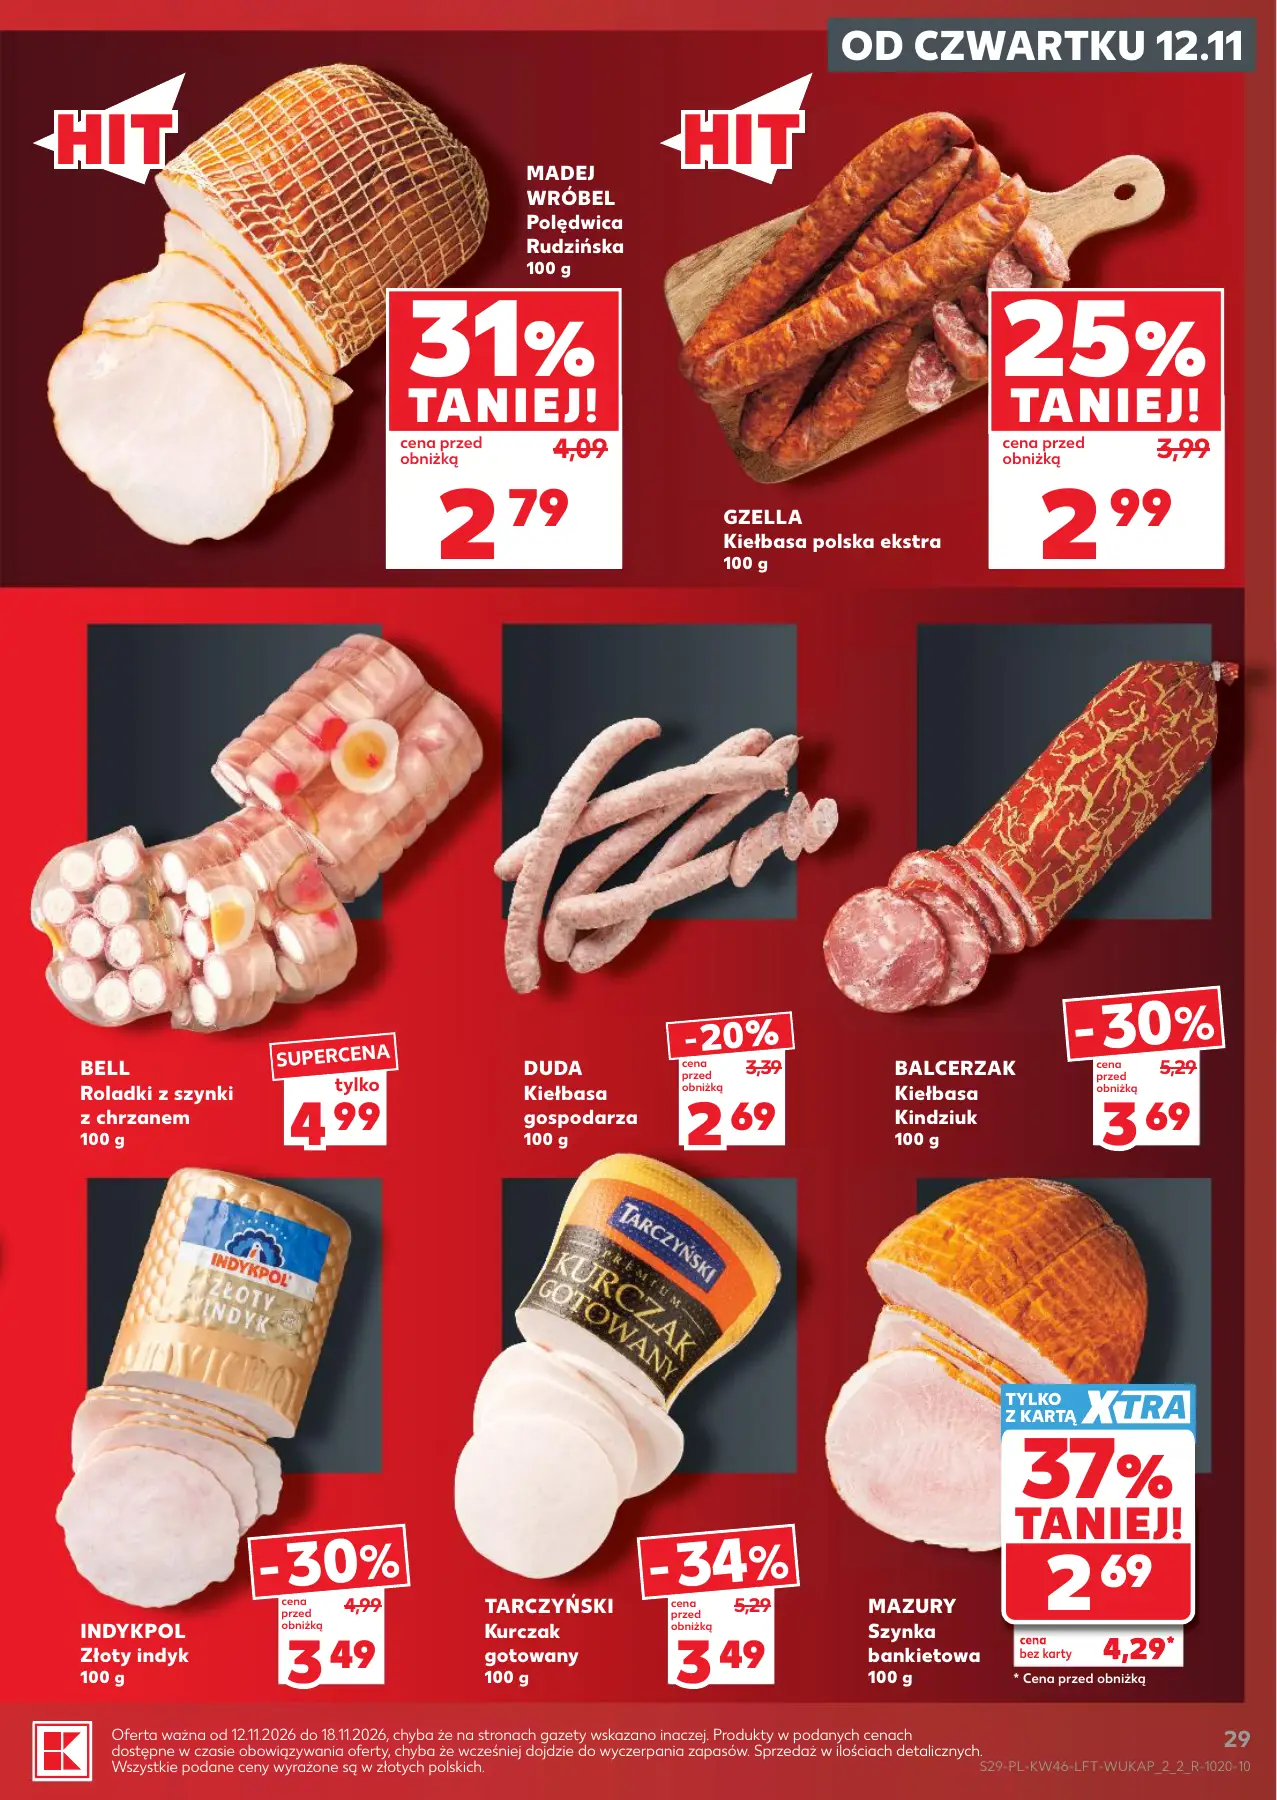 OD CZWARTKU 12.11
HIT
MADEJ
WRÓBEL
Polędwica
Rudzińska
100 g
31%
TANIEJ!
cena przed
obniżką
4,09
2 79
HIT
25%
TANIEJ!
cena przed
obniżką
3,99
2 99
GZELLA
Kiełbasa polska ekstra
100 g
BELL
Roladki z szynki
z chrzanem
100 g
SUPERCENA
tylko
4 99
DUDA
Kiełbasa
gospodarza
100 g
-20%
cena
przed
obniżką
3,39
2 69
BALCERZAK
Kiełbasa
Kindziuk
100 g
-30%
cena
przed
obniżką
5,29
3 69
INDYKPOL
ZŁOTY
INDYK
INDYKPOL
Złoty indyk
100 g
-30%
cena
przed
obniżką
4,99
3 49
TARCZYŃSKI
PREMIUM
KURCZAK
GOTOWANY
TARCZYŃSKI
Kurczak
gotowany
100 g
-34%
cena
przed
obniżką
5,29
3 49
MAZURY
Szynka
bankietowa
100 g
TYLKO
Z KARTĄ XTRA
37%
TANIEJ!
2 69
cena
bez karty
4,29*
* Cena przed obniżką
Oferta ważna od 12.11.2026 do 18.11.2026, chyba że na stronach gazety wskazano inaczej. Produkty w podanych cenach
dostępne w czasie obowiązywania oferty, chyba że wcześniej dojdzie do wyczerpania zapasów. Sprzedaż w ilościach detalicznych.
Wszystkie podane ceny wyrażone są w złotych polskich.
29
S29-PL-KW46-LFT-WUKAP_2_2_R-1020-10